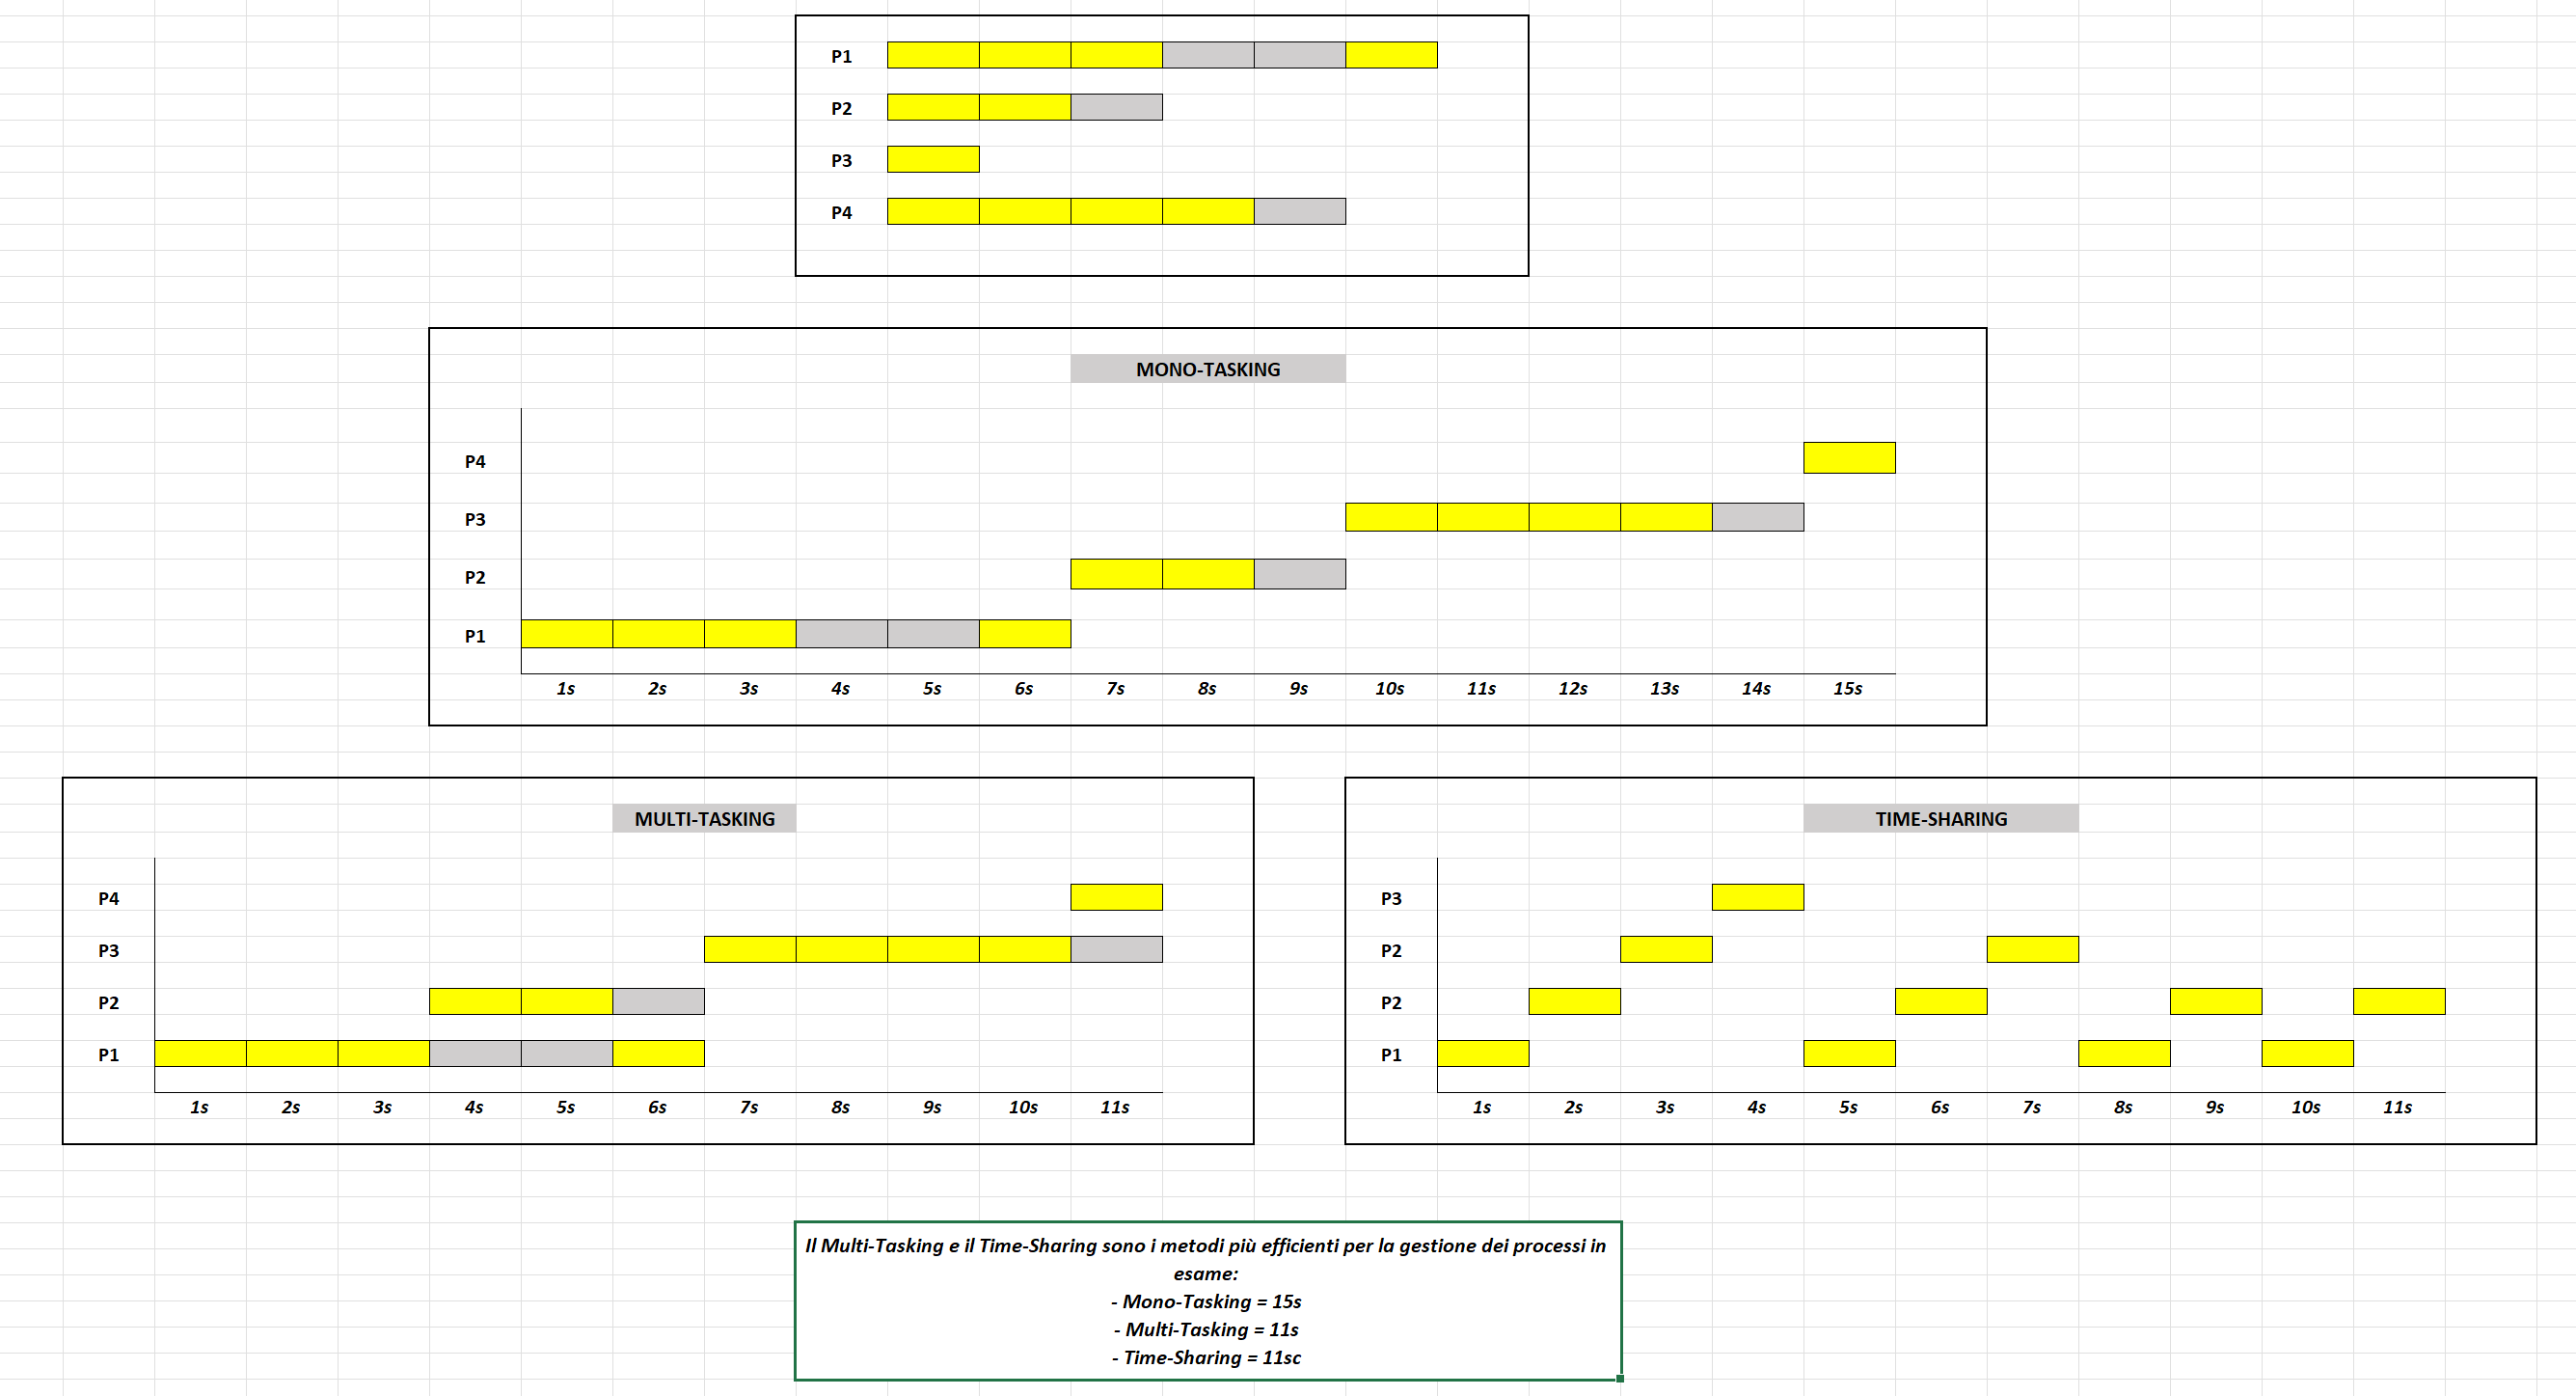 P1
P2
P3
P4
MONO-TASKING
P4
P3
P2
P1
1s 2s 3s 4s 5s 6s 7s 8s 9s 10s 11s 12s 13s 14s 15s
MULTI-TASKING
P4
P3
P2
P1
1s 2s 3s 4s 5s 6s 7s 8s 9s 10s 11s
TIME-SHARING
P3
P2
P2
P1
1s 2s 3s 4s 5s 6s 7s 8s 9s 10s 11s
Il Multi-Tasking e il Time-Sharing sono i metodi più efficienti per la gestione dei processi in
esame:
- Mono-Tasking = 15s
- Multi-Tasking = 11s
- Time-Sharing = 11sc